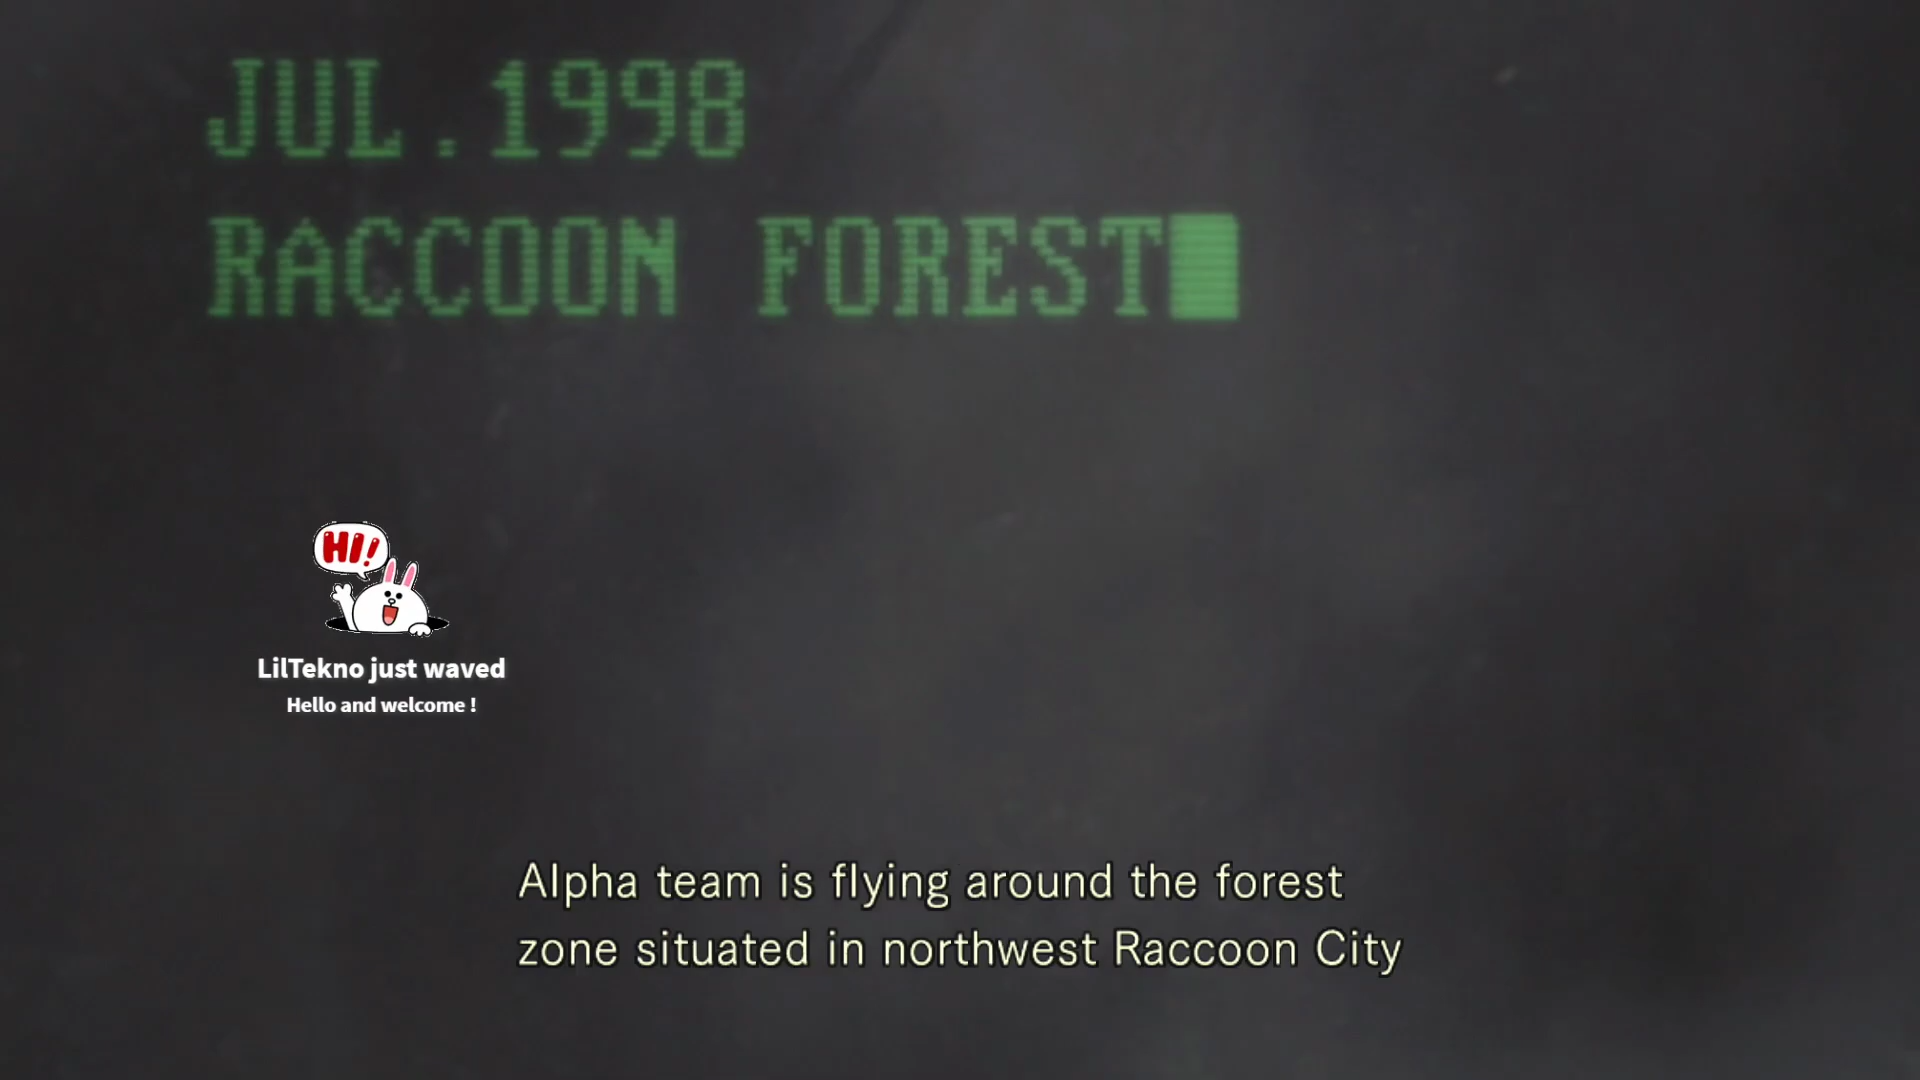 JUL.1998
RACCOON FOREST
HI!
LilTekno just waved
Hello and welcome !
Alpha team is flying around the forest
zone situated in northwest Raccoon City